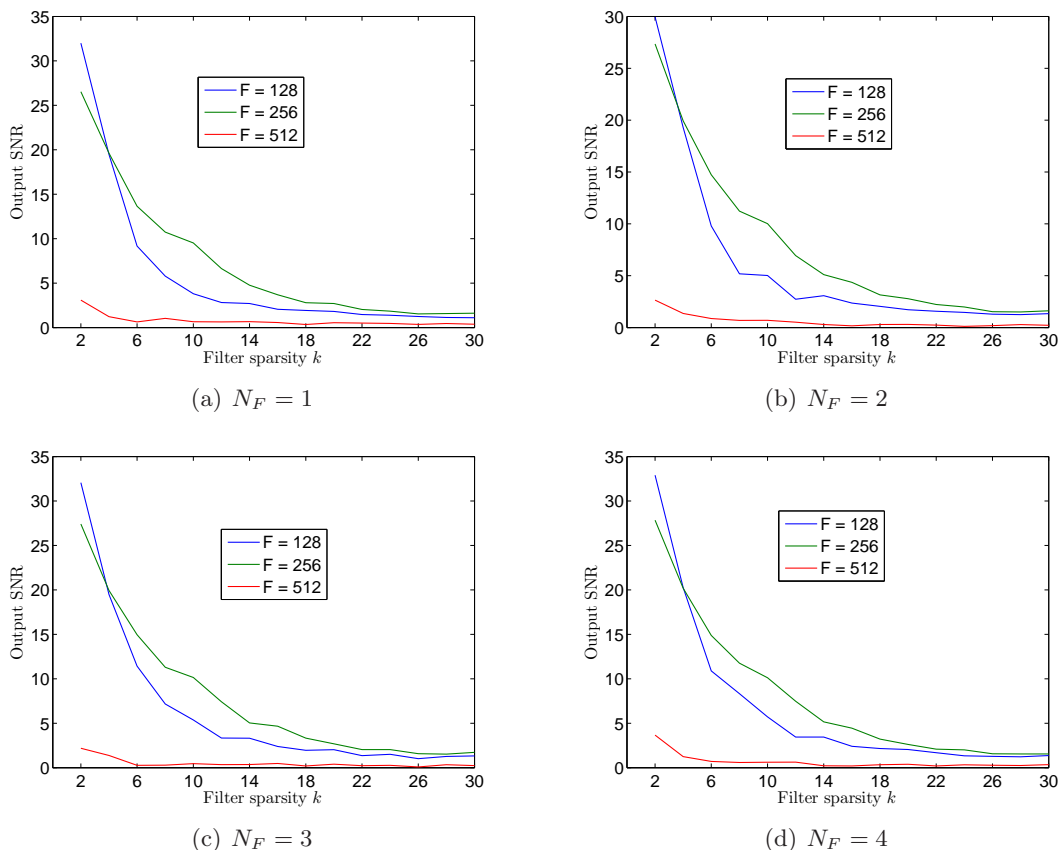 35
30
25
20
15
10
5
0
Output SNR
F = 128
F = 256
F = 512
2 6 10 14 18 22 26 30
Filter sparsity k
(a) N_F = 1
30
25
20
15
10
5
0
Output SNR
F = 128
F = 256
F = 512
2 6 10 14 18 22 26 30
Filter sparsity k
(b) N_F = 2
35
30
25
20
15
10
5
0
Output SNR
F = 128
F = 256
F = 512
2 6 10 14 18 22 26 30
Filter sparsity k
(c) N_F = 3
35
30
25
20
15
10
5
0
Output SNR
F = 128
F = 256
F = 512
2 6 10 14 18 22 26 30
Filter sparsity k
(d) N_F = 4